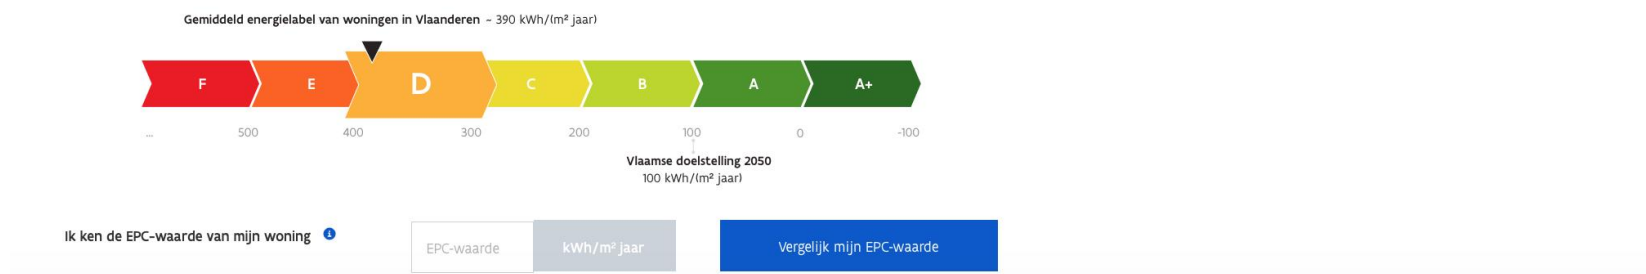 Gemiddeld energielabel van woningen in Vlaanderen - 390 kWh/(m² jaar)
F E D C B A A+
... 500 400 300 200 100 0 -100
Vlaamse doelstelling 2050
100 kWh/(m² jaar)
Ik ken de EPC-waarde van mijn woning i EPC-waarde kWh/m² jaar Vergelijk mijn EPC-waarde